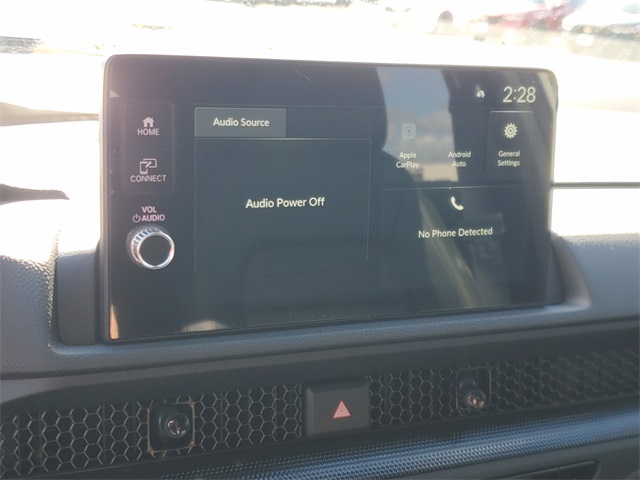 2:28
HOME
Audio Source
Apple
CarPlay
Android
Auto
General
Settings
CONNECT
VOL
AUDIO
Audio Power Off
No Phone Detected